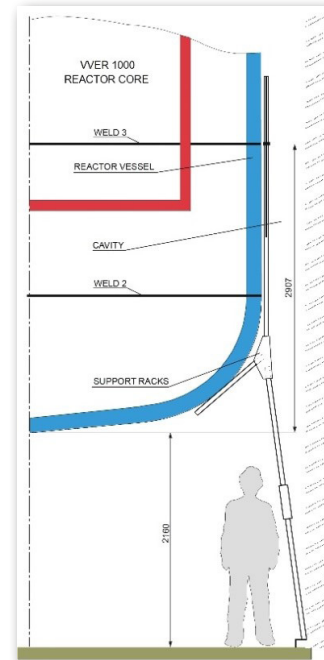 VVER 1000
REACTOR CORE
WELD 3
REACTOR VESSEL
CAVITY
2907
WELD 2
SUPPORT RACKS
2160